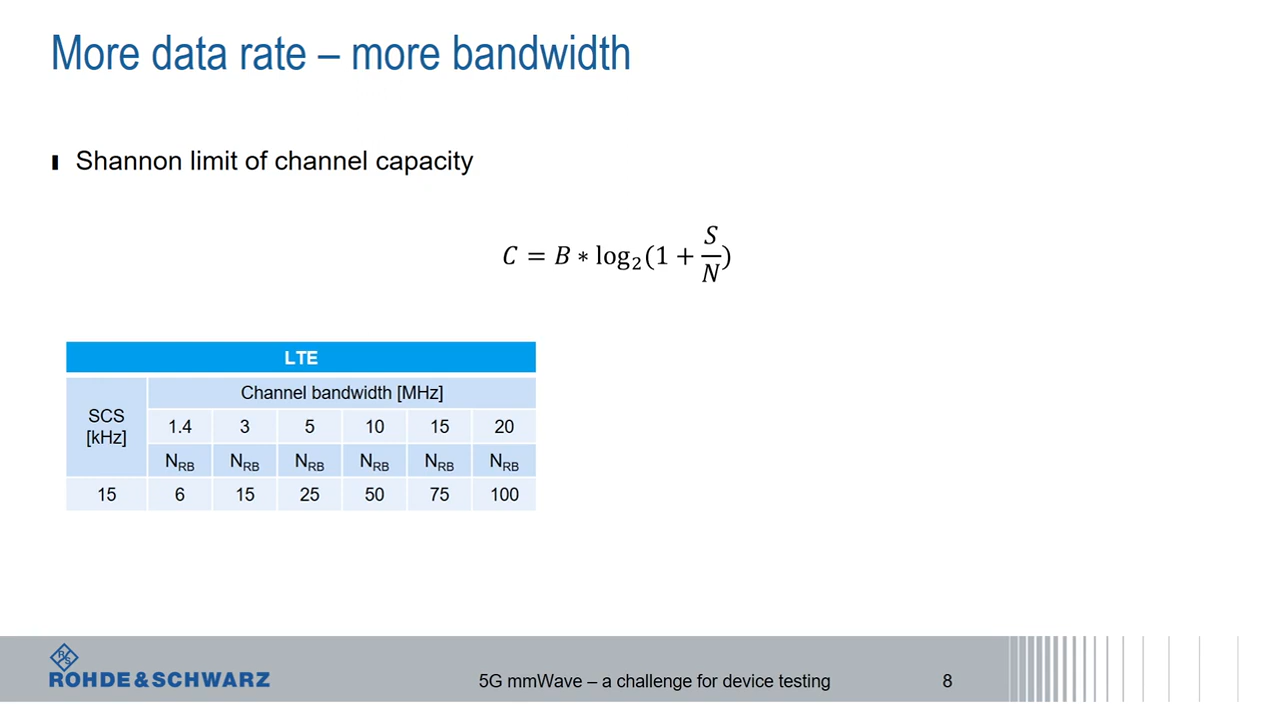 More data rate – more bandwidth
Shannon limit of channel capacity
C = B ∗ log₂(1 + S/N)
LTE
SCS [kHz]
Channel bandwidth [MHz]
1.4 3 5 10 15 20
N_RB N_RB N_RB N_RB N_RB N_RB
15 6 15 25 50 75 100
R S
ROHDE & SCHWARZ
5G mmWave – a challenge for device testing 8